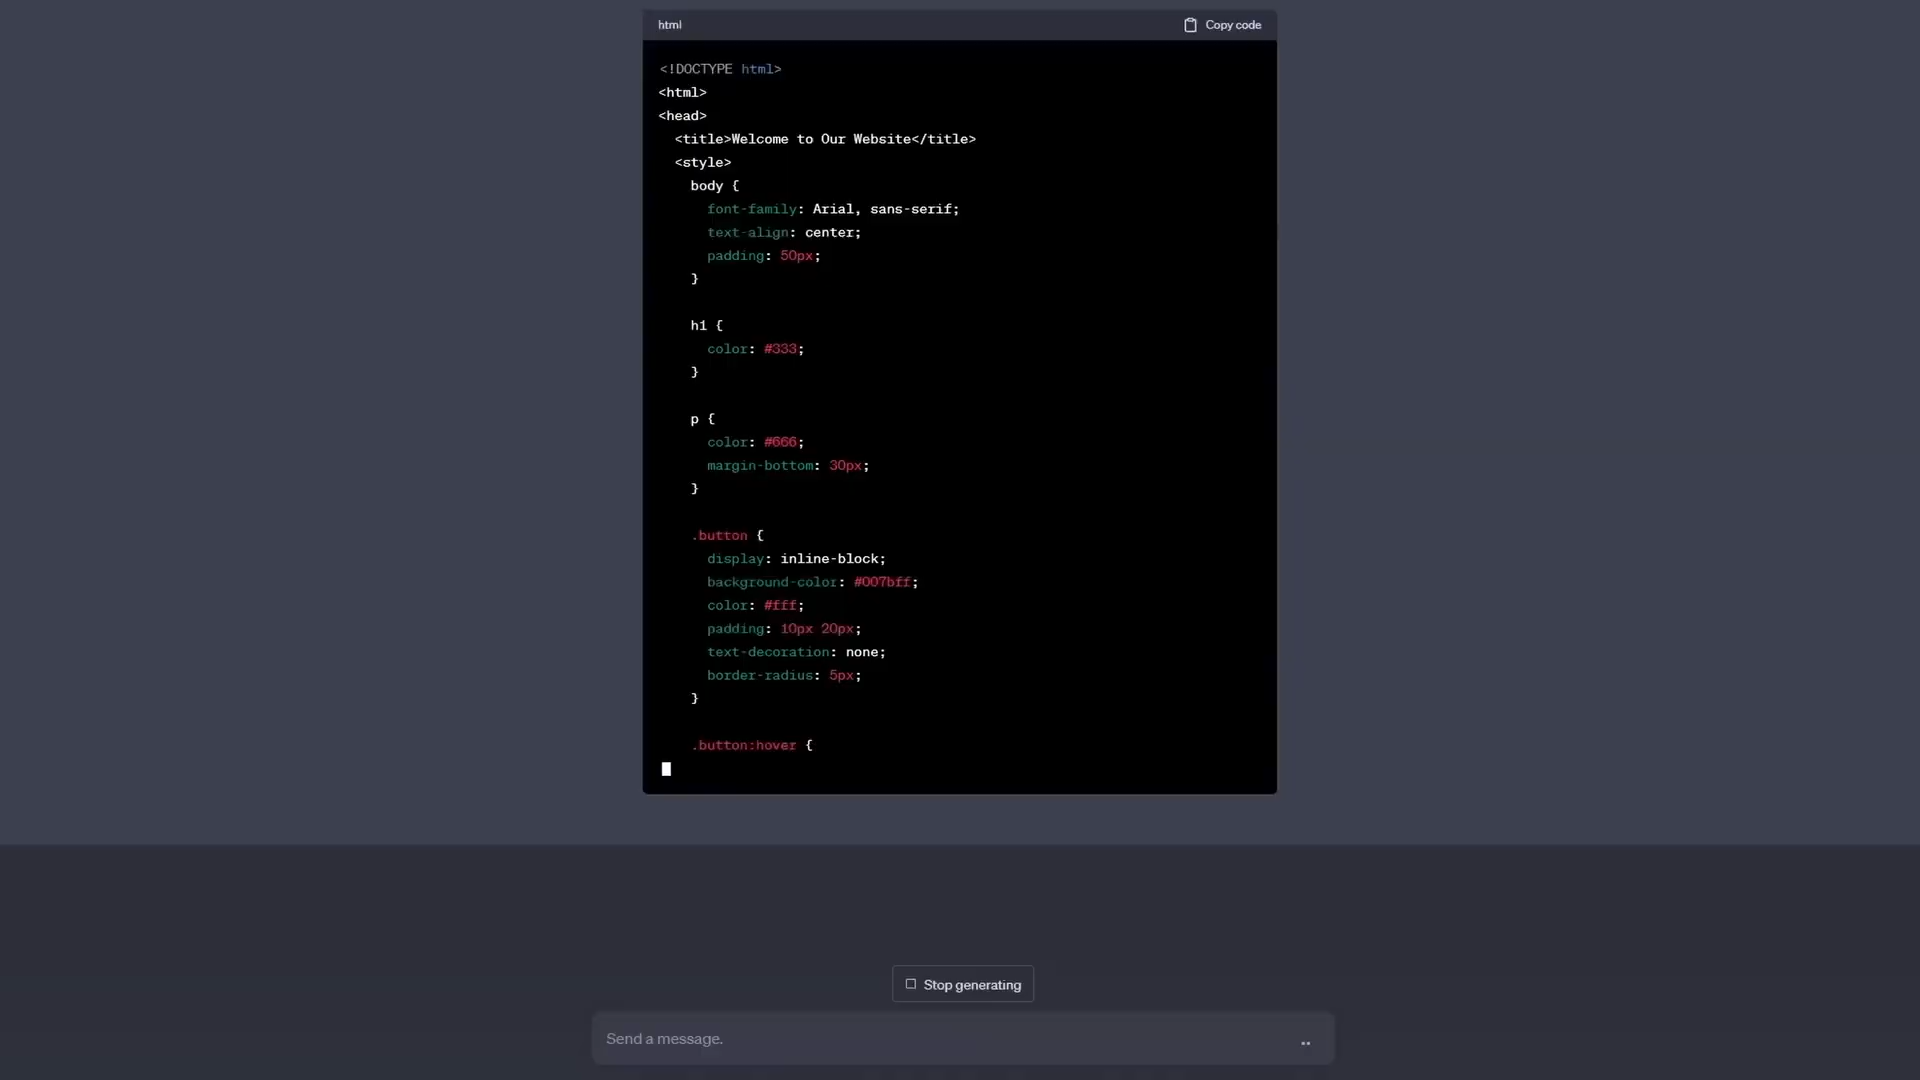 html
Copy code
<!DOCTYPE html>
<html>
<head>
<title>Welcome to Our Website</title>
<style>
body {
font-family: Arial, sans-serif;
text-align: center;
padding: 50px;
}
h1 {
color: #333;
}
p {
color: #666;
margin-bottom: 30px;
}
.button {
display: inline-block;
background-color: #007bff;
color: #fff;
padding: 10px 20px;
text-decoration: none;
border-radius: 5px;
}
.button:hover {
Stop generating
Send a message.